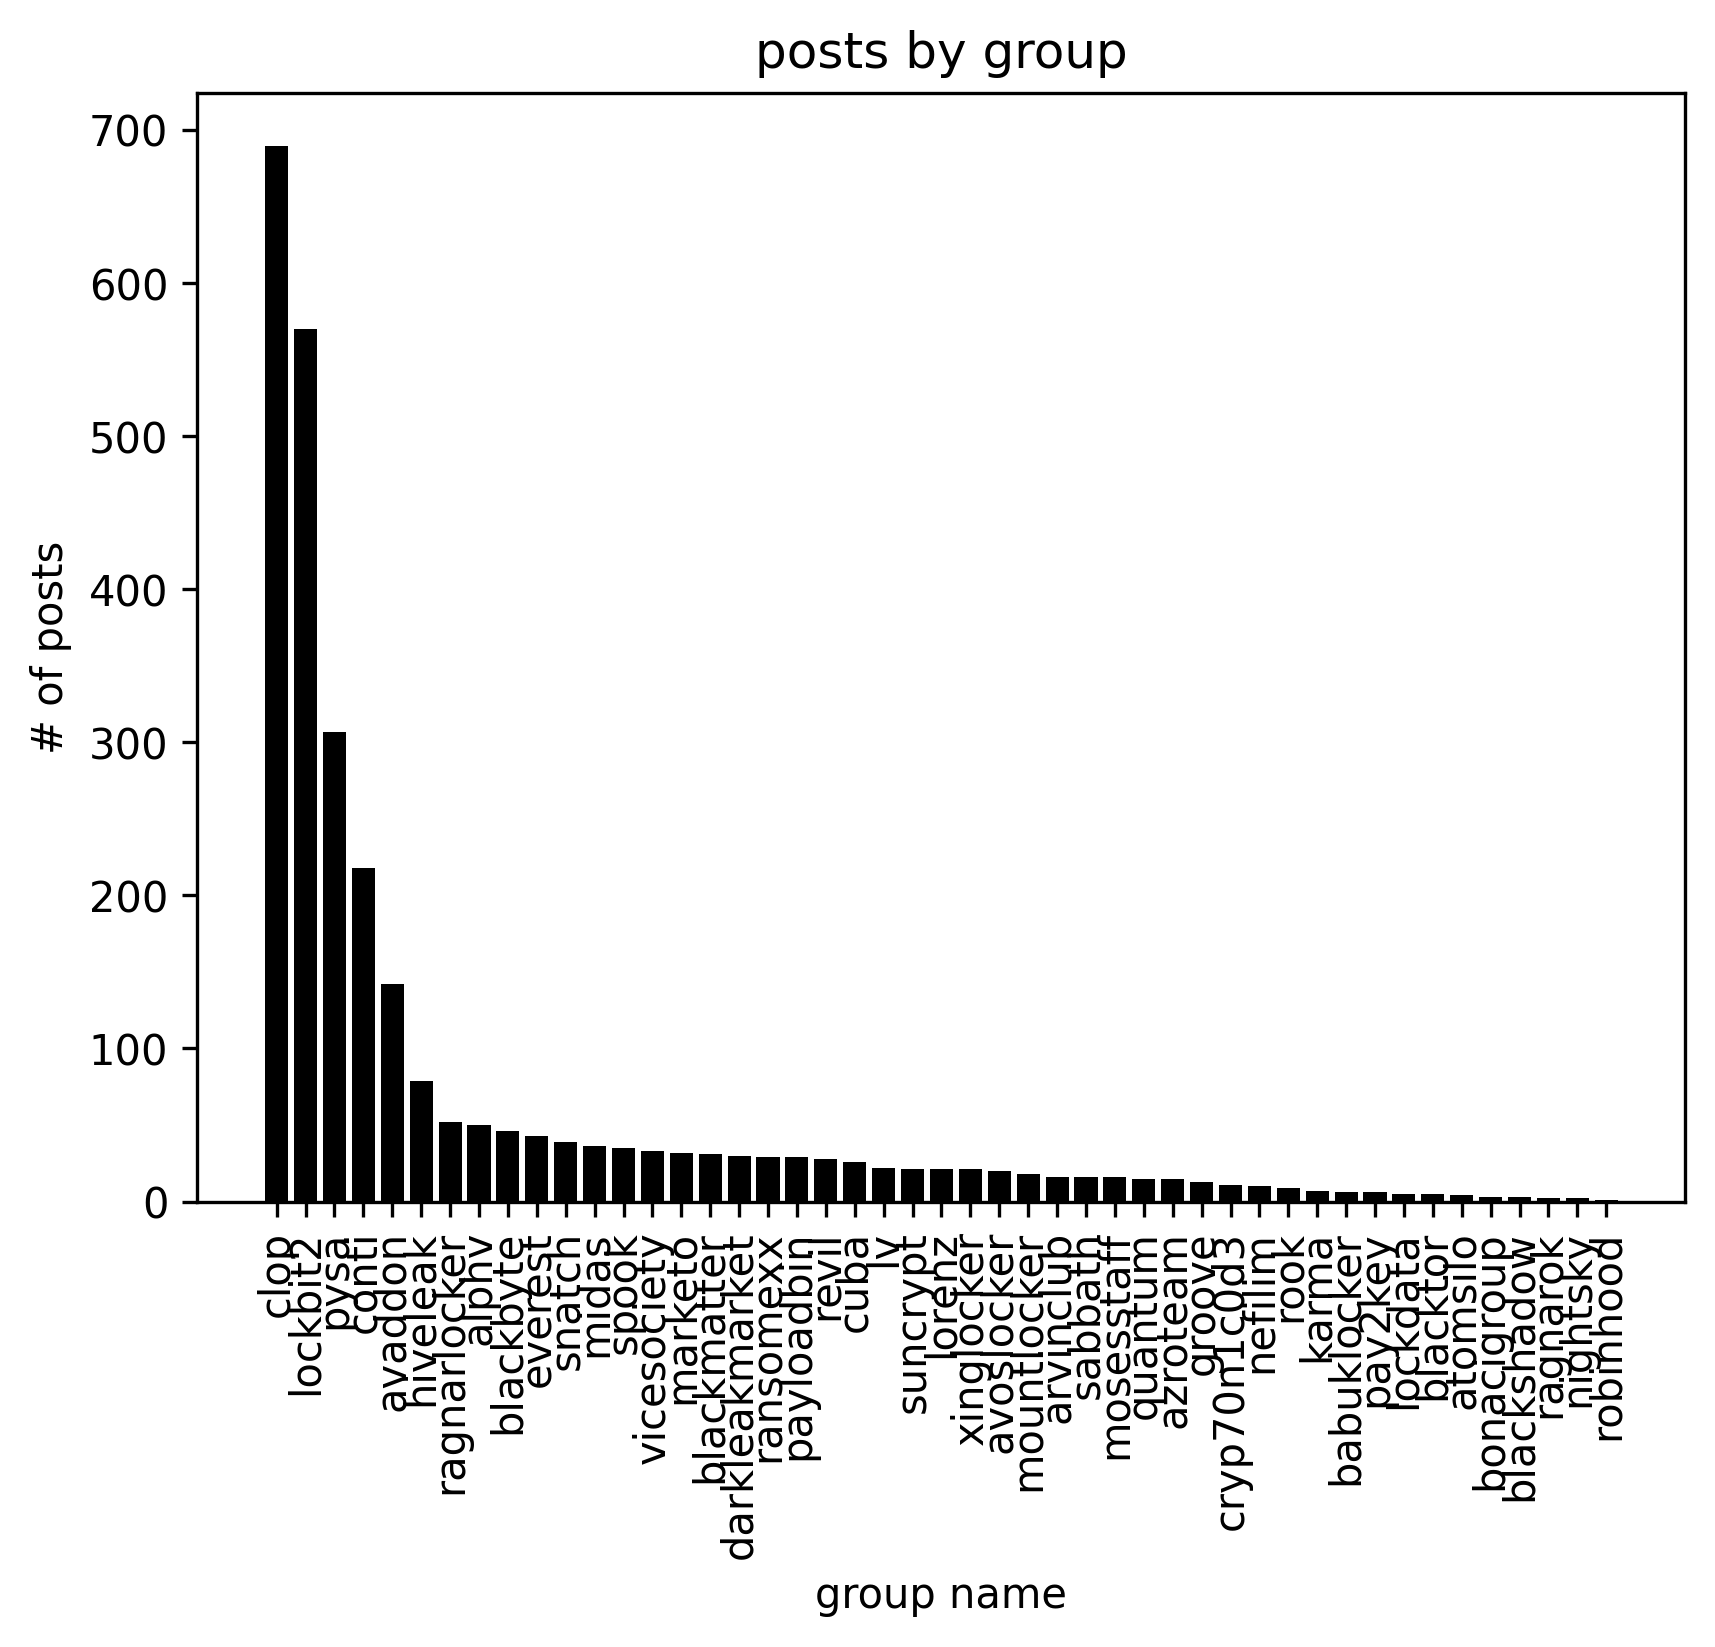 posts by group
# of posts
700
600
500
400
300
200
100
0
clop
lockbit2
pysa
conti
avaddon
hiveleak
ragnarlocker
alphv
blackbyte
everest
snatch
midas
spook
vicesociety
marketo
blackmatter
darkleakmarket
ransomexx
payloadbin
revil
cuba
lv
suncrypt
lorenz
xinglocker
avoslocker
mountlocker
arvinclub
sabbath
mosesstaff
quantum
azroteam
groove
cryp70n1c0d3
nefilim
rook
karma
babuklocker
pay2key
lockdata
blacktor
atomsilo
bonacigroup
blackshadow
ragnarok
nightsky
robinhood
group name